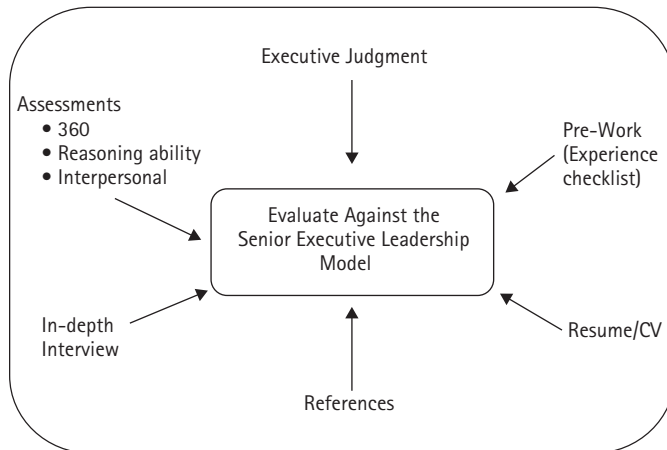 Executive Judgment
Assessments
• 360
• Reasoning ability
• Interpersonal
Pre-Work
(Experience
checklist)
Evaluate Against the
Senior Executive Leadership
Model
In-depth
Interview
Resume/CV
References